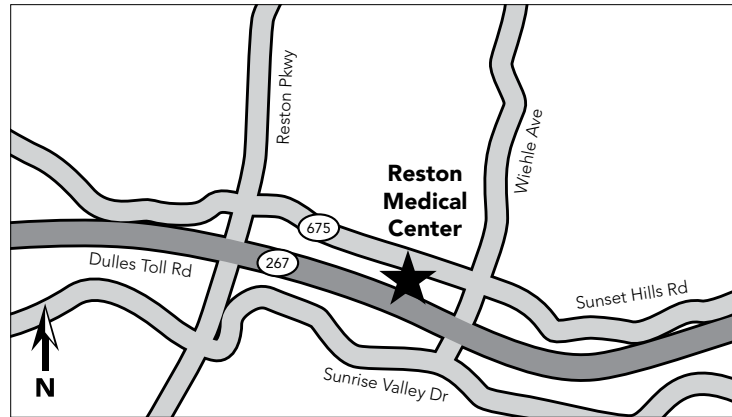 Reston Pkwy
Wiehle Ave
Reston
Medical
Center
675
267
Dulles Toll Rd
Sunset Hills Rd
Sunrise Valley Dr
N